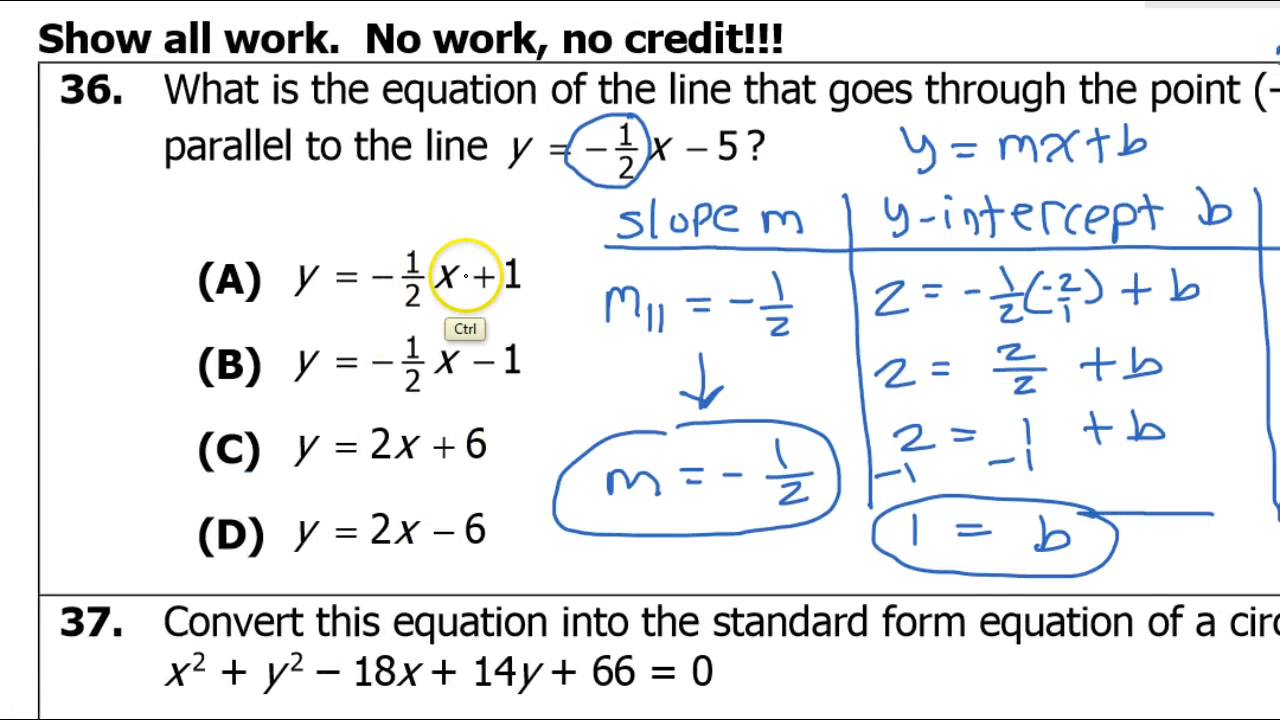 Show all work. No work, no credit!!!
36. What is the equation of the line that goes through the point (-
parallel to the line y = -1/2 x - 5?
y = mx + b
slope m
y-intercept b
(A) y = -1/2 x + 1
Ctrl
(B) y = -1/2 x - 1
(C) y = 2x + 6
(D) y = 2x - 6
m|| = -1/2
m = -1/2
2 = -1/2(-2/1) + b
2 = 2/2 + b
2 = 1 + b
-1 -1
1 = b
37. Convert this equation into the standard form equation of a circ
x² + y² - 18x + 14y + 66 = 0